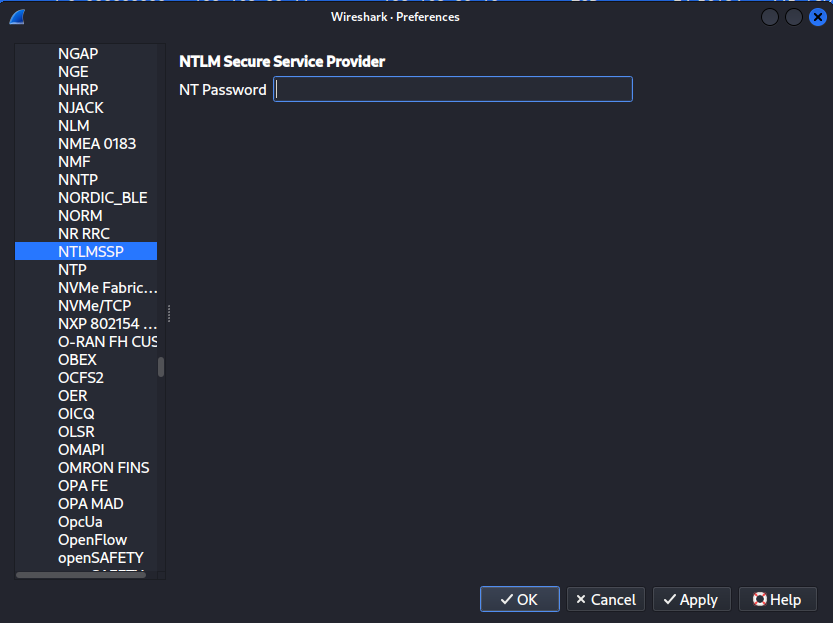 Wireshark · Preferences
NGAP
NGE
NHRP
NJACK
NLM
NMEA 0183
NMF
NNTP
NORDIC_BLE
NORM
NR RRC
NTLMSSP
NTP
NVMe Fabric...
NVMe/TCP
NXP 802154 ...
O-RAN FH CUS
OBEX
OCFS2
OER
OICQ
OLSR
OMAPI
OMRON FINS
OPA FE
OPA MAD
OpcUa
OpenFlow
openSAFETY
NTLM Secure Service Provider
NT Password
OK
Cancel
Apply
Help